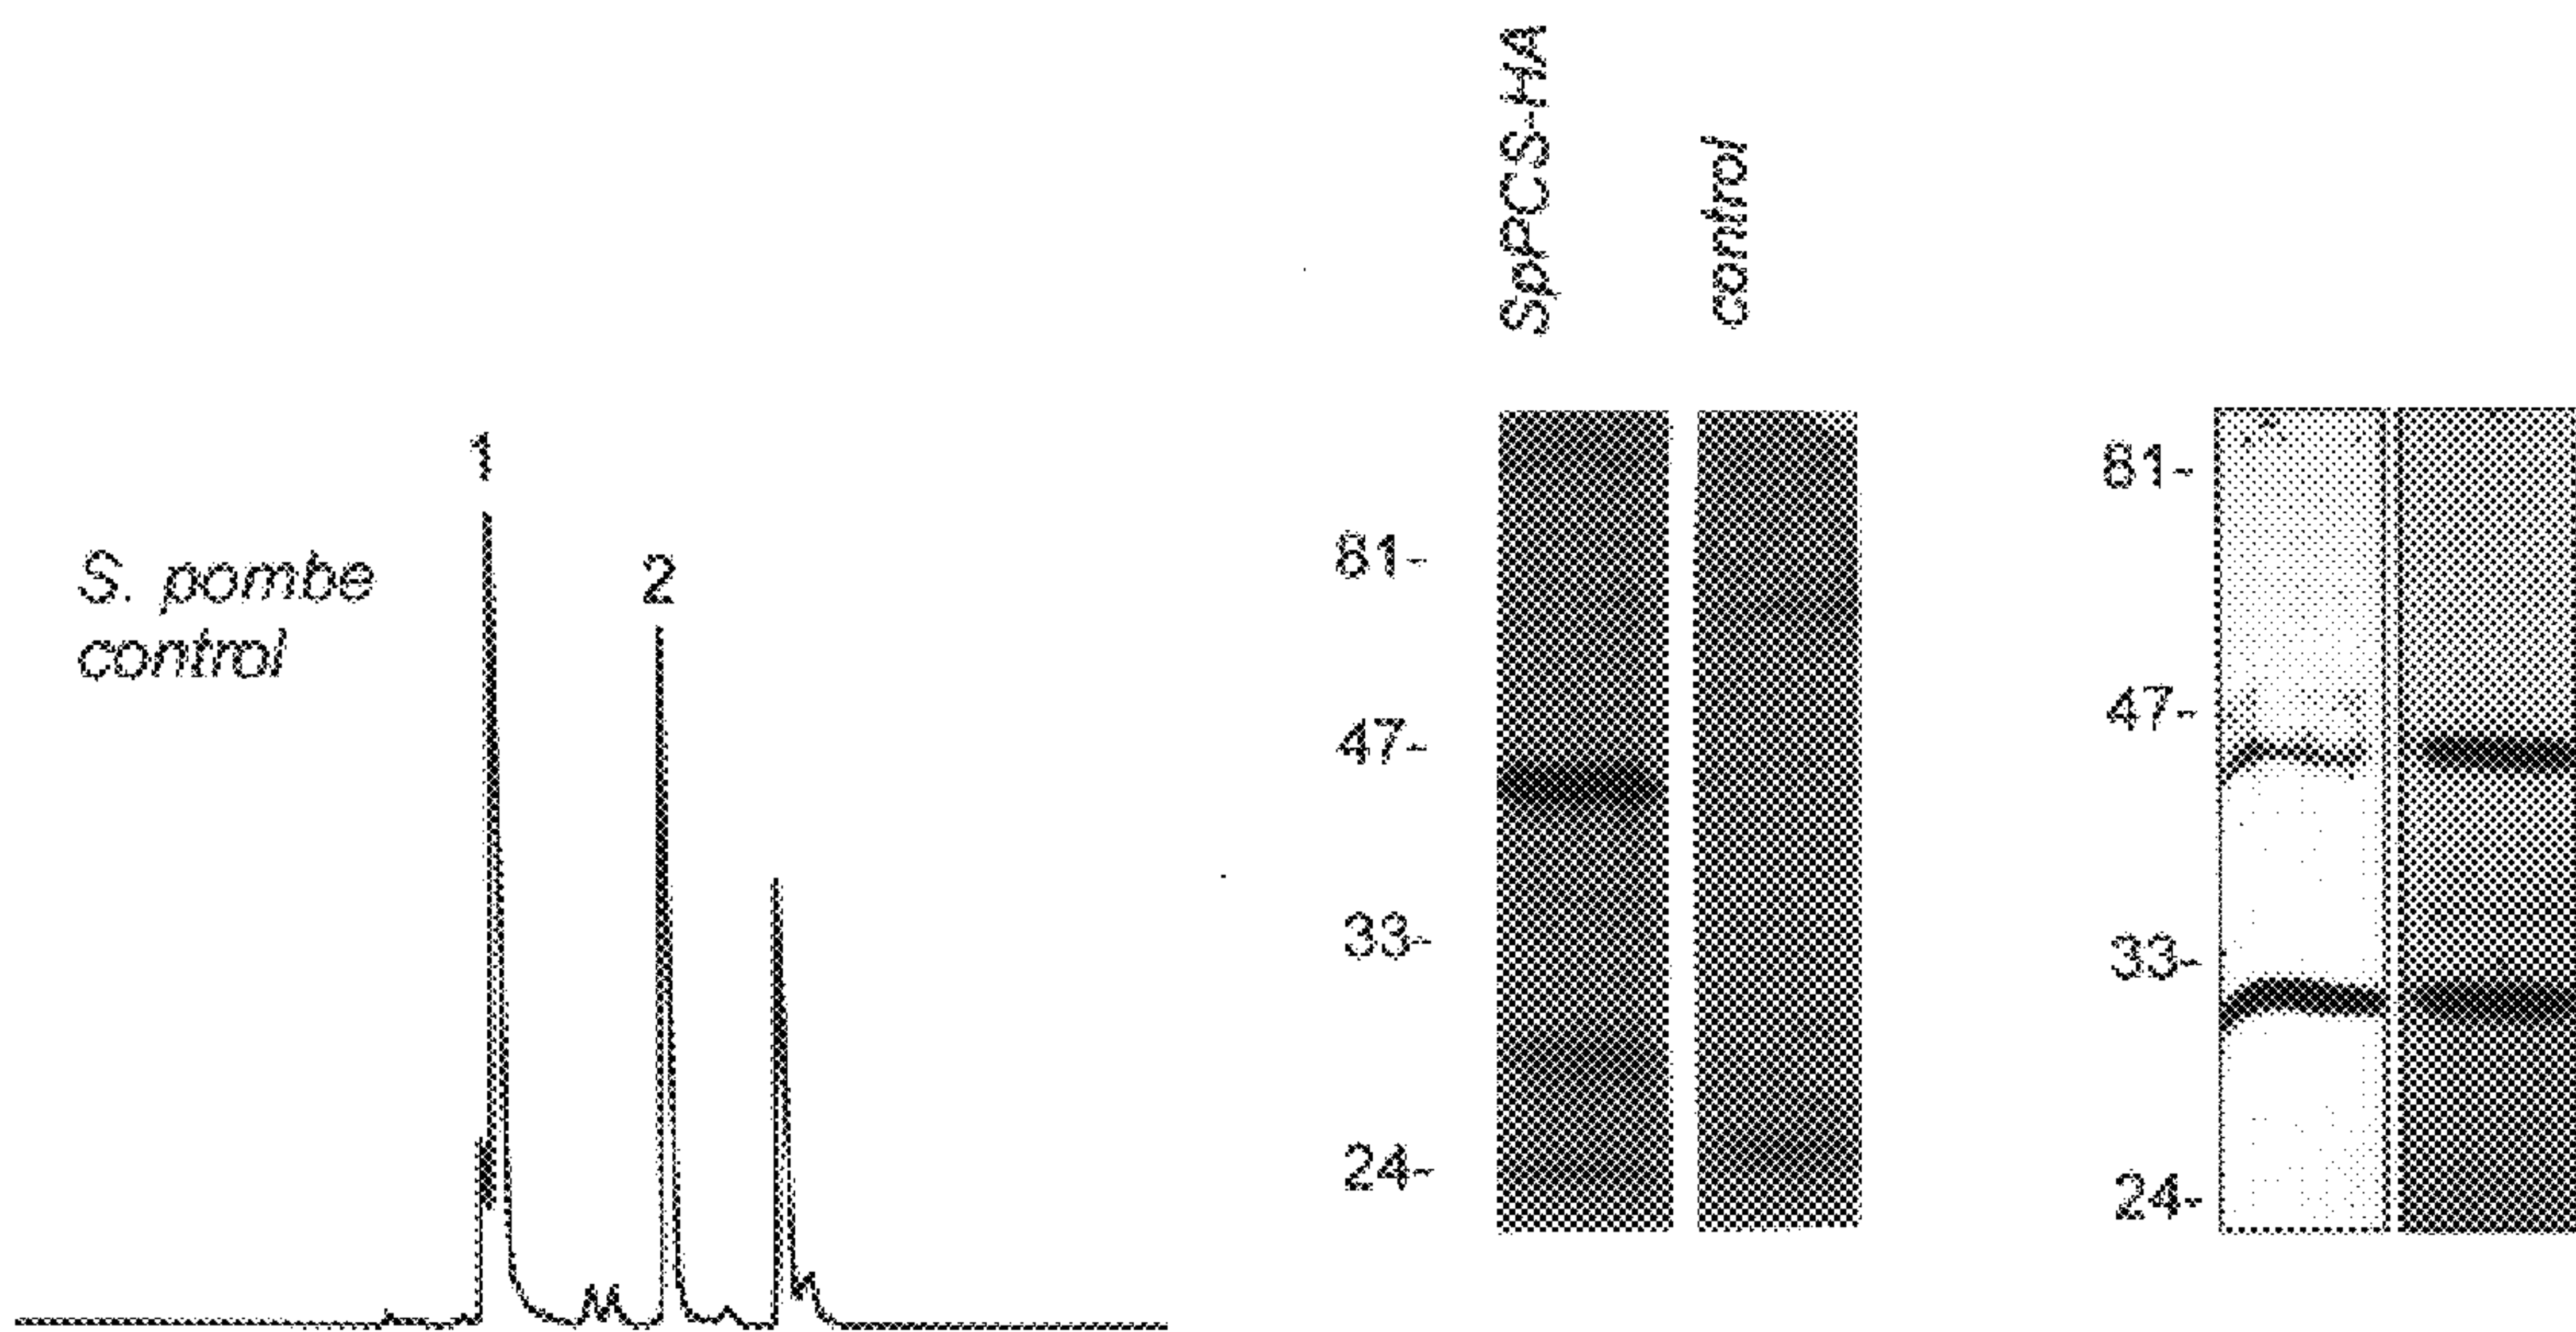 1
S. pombe
control
2
SpPCS-HA
control
81-
47-
33-
24-
81-
47-
33-
24-